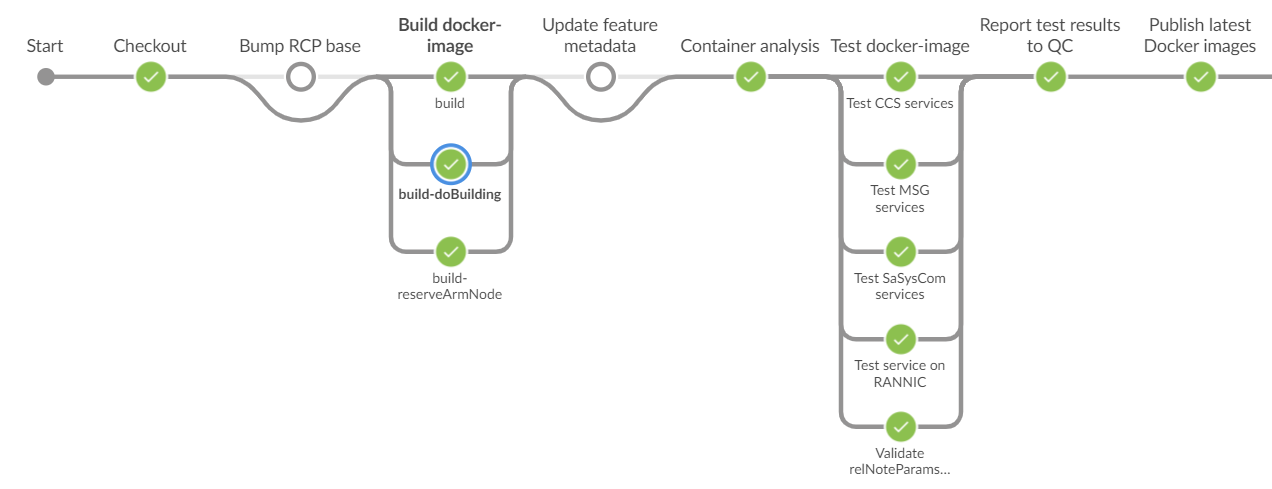 Start
Checkout
Bump RCP base
Build docker-
image
Update feature
metadata
Container analysis
Test docker-image
Report test results
to QC
Publish latest
Docker images
build
build-doBuilding
build-
reserveArmNode
Test CCS services
Test MSG
services
Test SaSysCom
services
Test service on
RANNIC
Validate
relNoteParams...